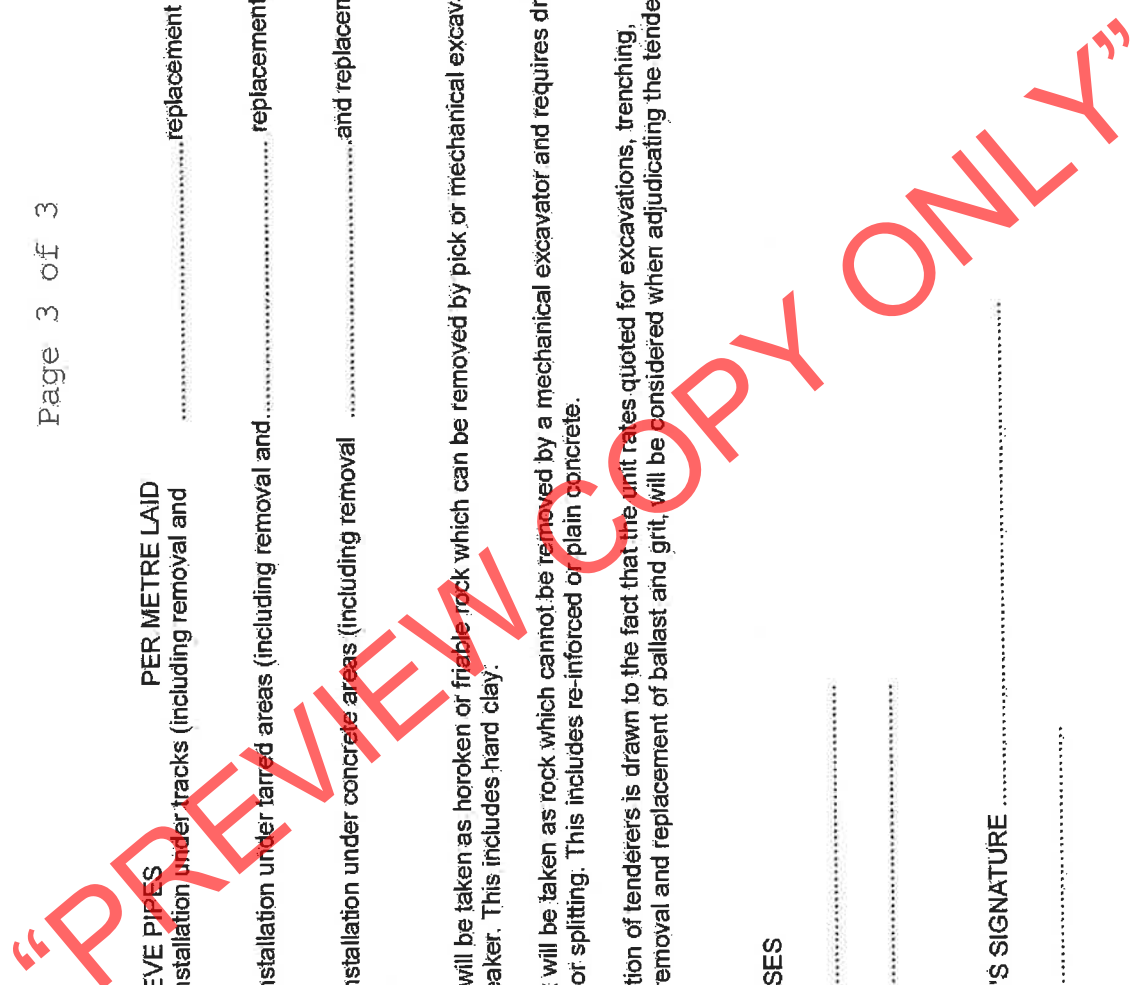 Page 3 of 3
EVE PIPES PER METRE LAID
nstallation under tracks (including removal and replacement
nstallation under tarred areas (including removal and replacement
nstallation under concrete areas (including removal and replacen
will be taken as horoken or friable rock which can be removed by pick or mechanical excav
eaker. This includes hard clay.
will be taken as rock which cannot be removed by a mechanical excavator and requires dr
or splitting. This includes re-inforced or plain concrete.
tion of tenderers is drawn to the fact that the unit rates quoted for excavations, trenching,
emoval and replacement of ballast and grit, will be considered when adjudicating the tende
SES
'S SIGNATURE
“PREVIEW COPY ONLY”